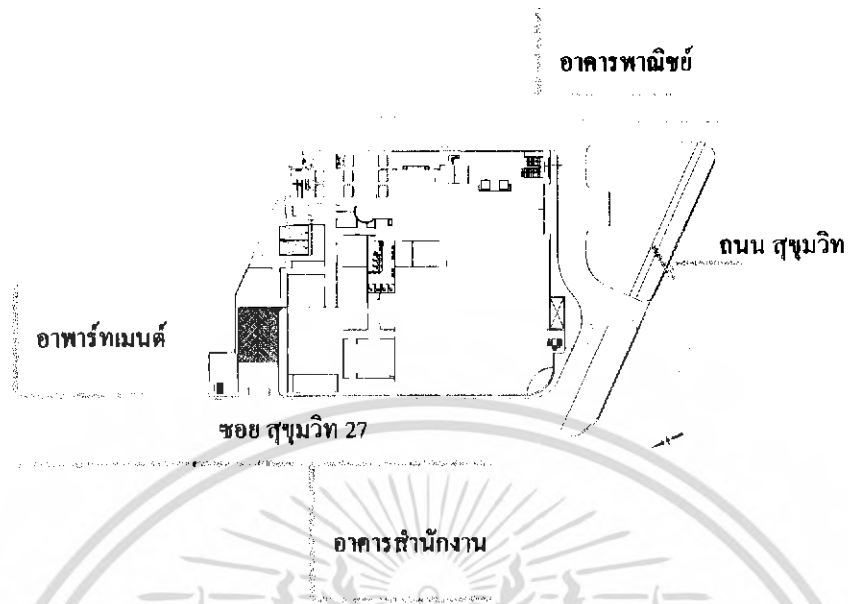 อาคารพาณิชย์
ถนน สุขุมวิท
อาพาร์ทเมนต์
ซอย สุขุมวิท 27
อาคารสำนักงาน